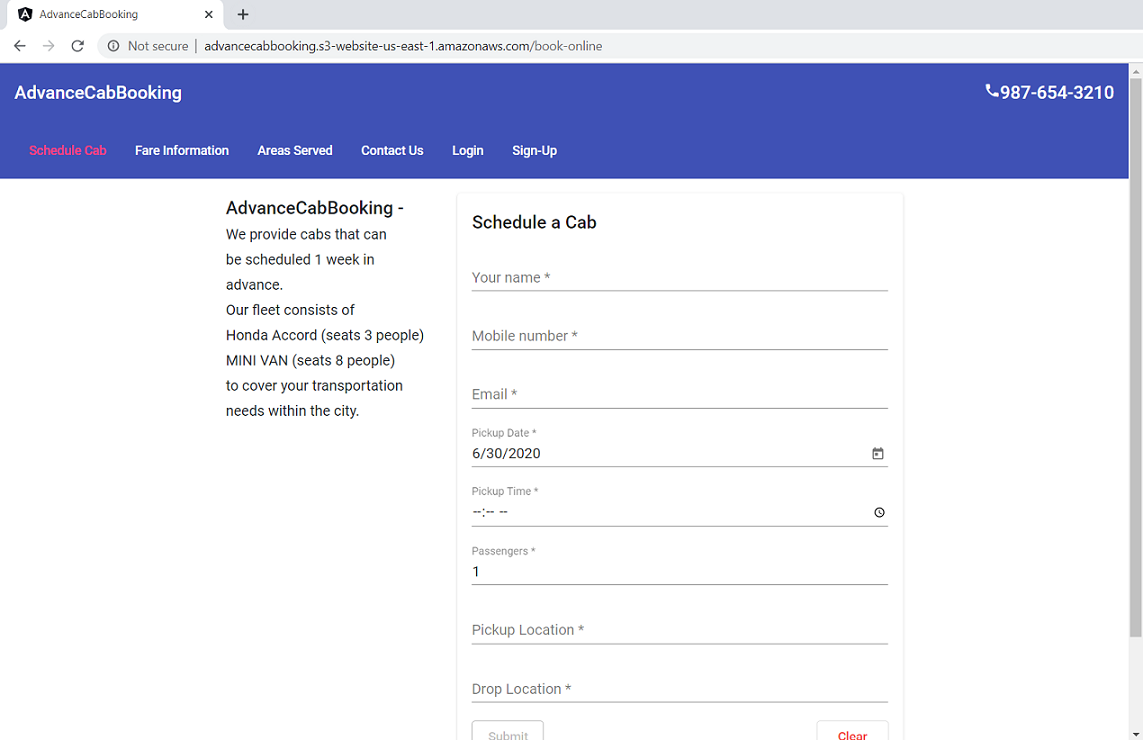 AdvanceCabBooking
Not secure | advancecabbooking.s3-website-us-east-1.amazonaws.com/book-online
AdvanceCabBooking
987-654-3210
Schedule Cab Fare Information Areas Served Contact Us Login Sign-Up
AdvanceCabBooking -
We provide cabs that can
be scheduled 1 week in
advance.
Our fleet consists of
Honda Accord (seats 3 people)
MINI VAN (seats 8 people)
to cover your transportation
needs within the city.
Schedule a Cab
Your name *
Mobile number *
Email *
Pickup Date *
6/30/2020
Pickup Time *
--:-- --
Passengers *
1
Pickup Location *
Drop Location *
Submit Clear